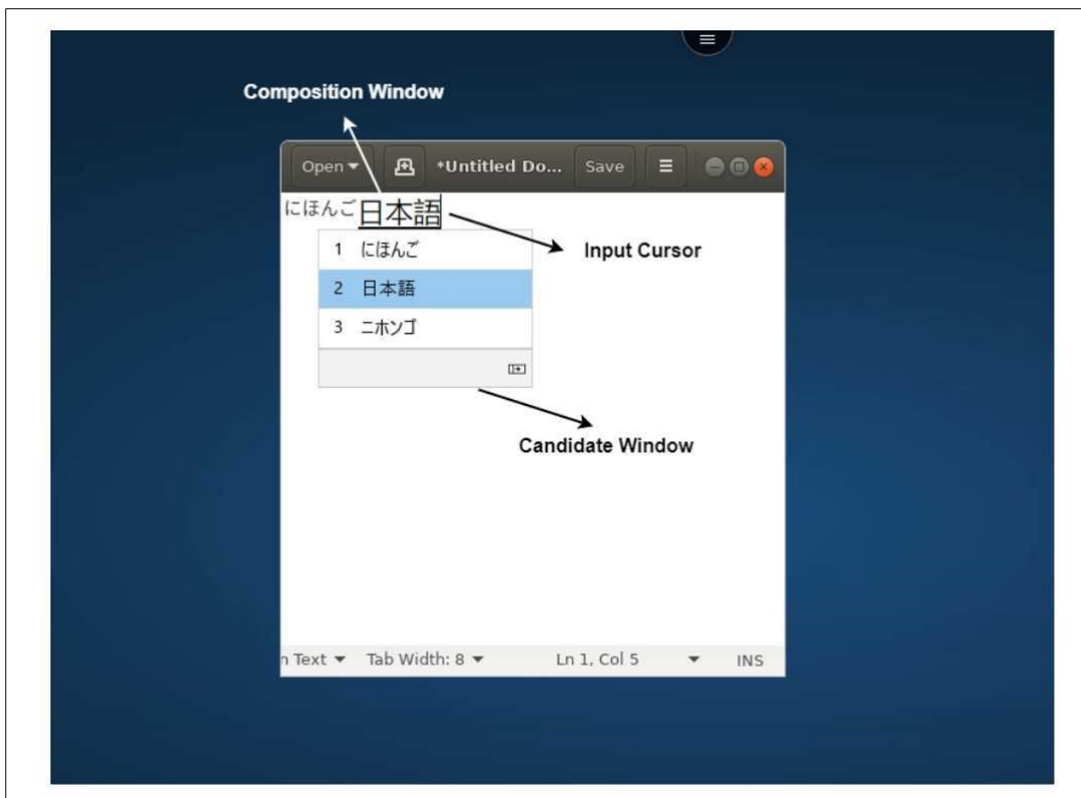 Composition Window
Open *Untitled Do... Save
にほんご日本語
1 にほんご
Input Cursor
2 日本語
3 ニホンゴ
Candidate Window
n Text Tab Width: 8 Ln 1, Col 5 INS